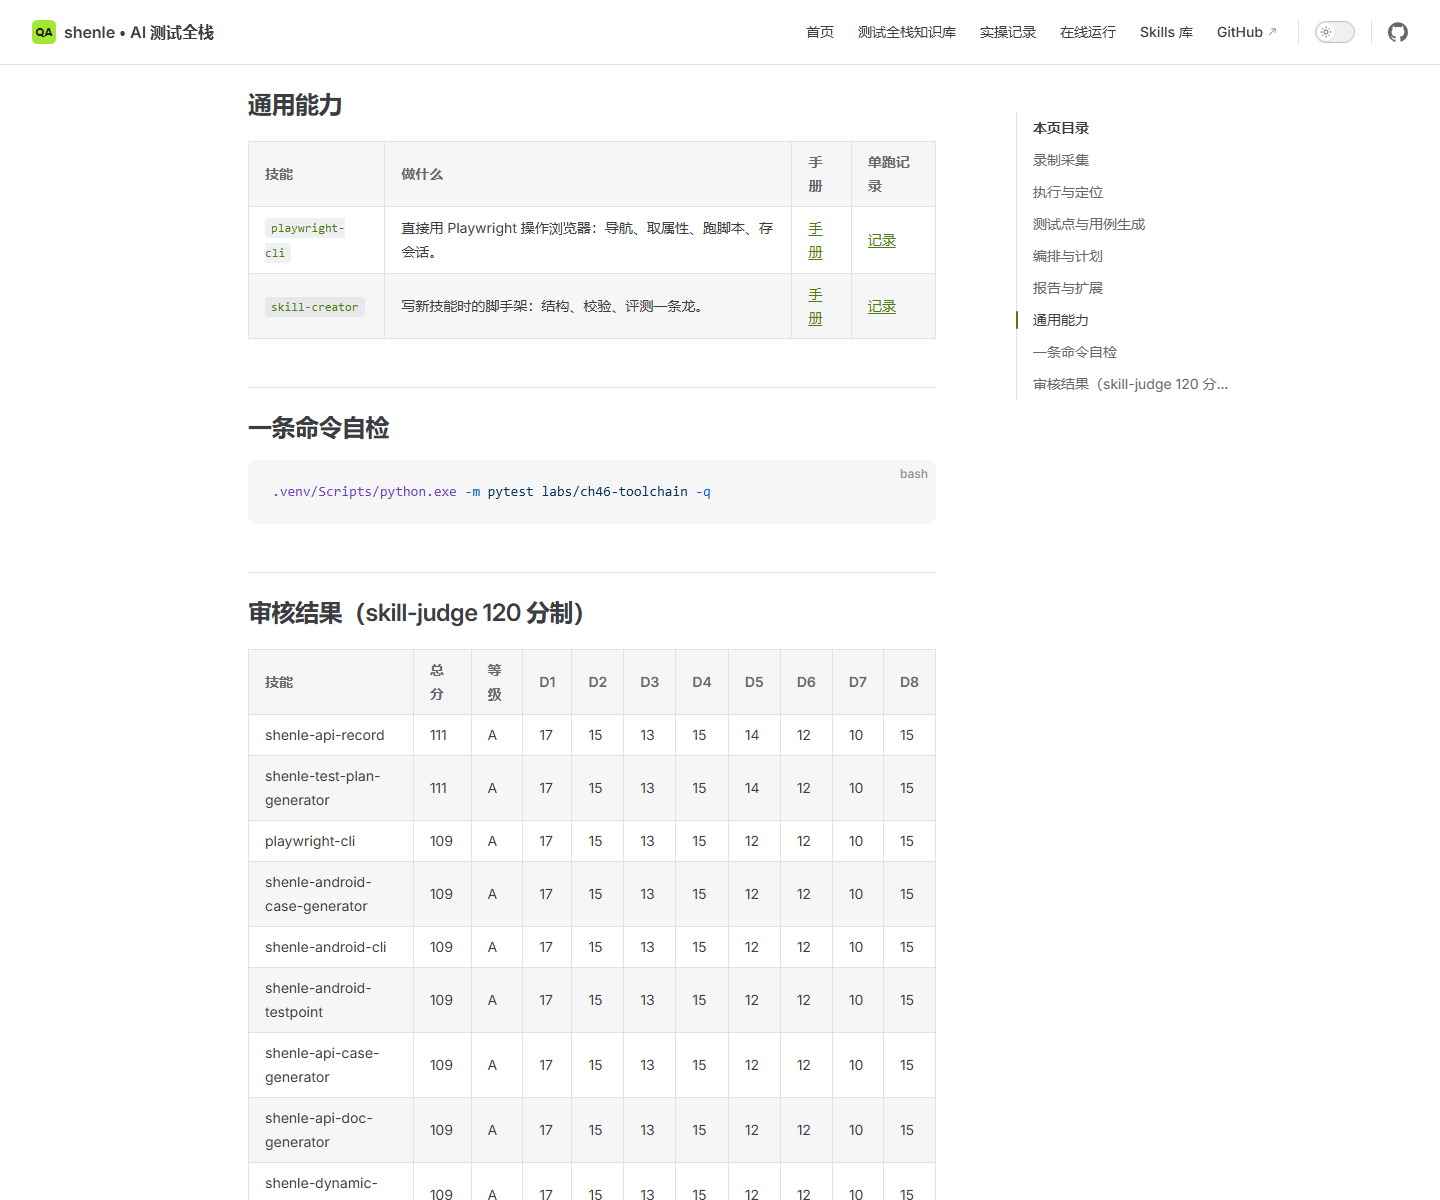 QA shenle • AI 测试全栈 首页 测试全栈知识库 实操记录 在线运行 Skills 库 GitHub ↗
通用能力
技能 做什么 手册 单跑记录
playwright-cli 直接用 Playwright 操作浏览器：导航、取属性、跑脚本、存会话。 手册 记录
skill-creator 写新技能时的脚手架：结构、校验、评测一条龙。 手册 记录
一条命令自检
bash
.venv/Scripts/python.exe -m pytest labs/ch46-toolchain -q
审核结果（skill-judge 120 分制）
技能 总分 等级 D1 D2 D3 D4 D5 D6 D7 D8
shenle-api-record 111 A 17 15 13 15 14 12 10 15
shenle-test-plan-generator 111 A 17 15 13 15 14 12 10 15
playwright-cli 109 A 17 15 13 15 12 12 10 15
shenle-android-case-generator 109 A 17 15 13 15 12 12 10 15
shenle-android-cli 109 A 17 15 13 15 12 12 10 15
shenle-android-testpoint 109 A 17 15 13 15 12 12 10 15
shenle-api-case-generator 109 A 17 15 13 15 12 12 10 15
shenle-api-doc-generator 109 A 17 15 13 15 12 12 10 15
shenle-dynamic- 109 A 17 15 13 15 12 12 10 15
本页目录
录制采集
执行与定位
测试点与用例生成
编排与计划
报告与扩展
通用能力
一条命令自检
审核结果（skill-judge 120 分...